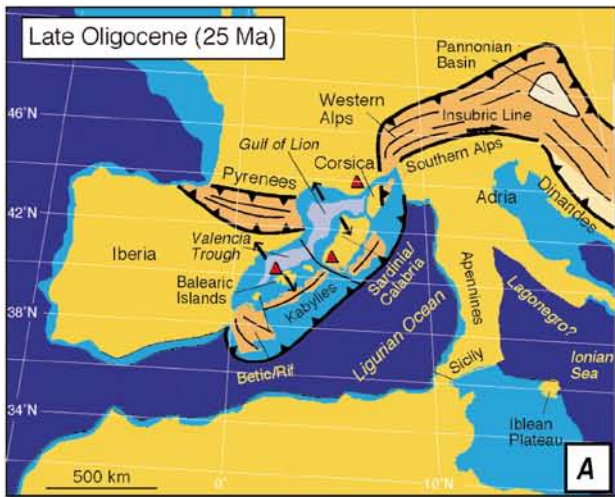 Late Oligocene (25 Ma)
Pannonian
Basin
46°N
Western
Alps
Insubric Line
Gulf of Lion
Corsica
Southern Alps
Pyrenees
Dinarides
42°N
Adria
Iberia
Valencia
Trough
Balearic
Islands
Kabylies
Sardinia/
Calabria
Apennines
Lagonegro?
38°N
Ligurian Ocean
Ionian
Sea
Betic/Rif
Sicily
34°N
Iblean
Plateau
500 km
0°
10°N
A